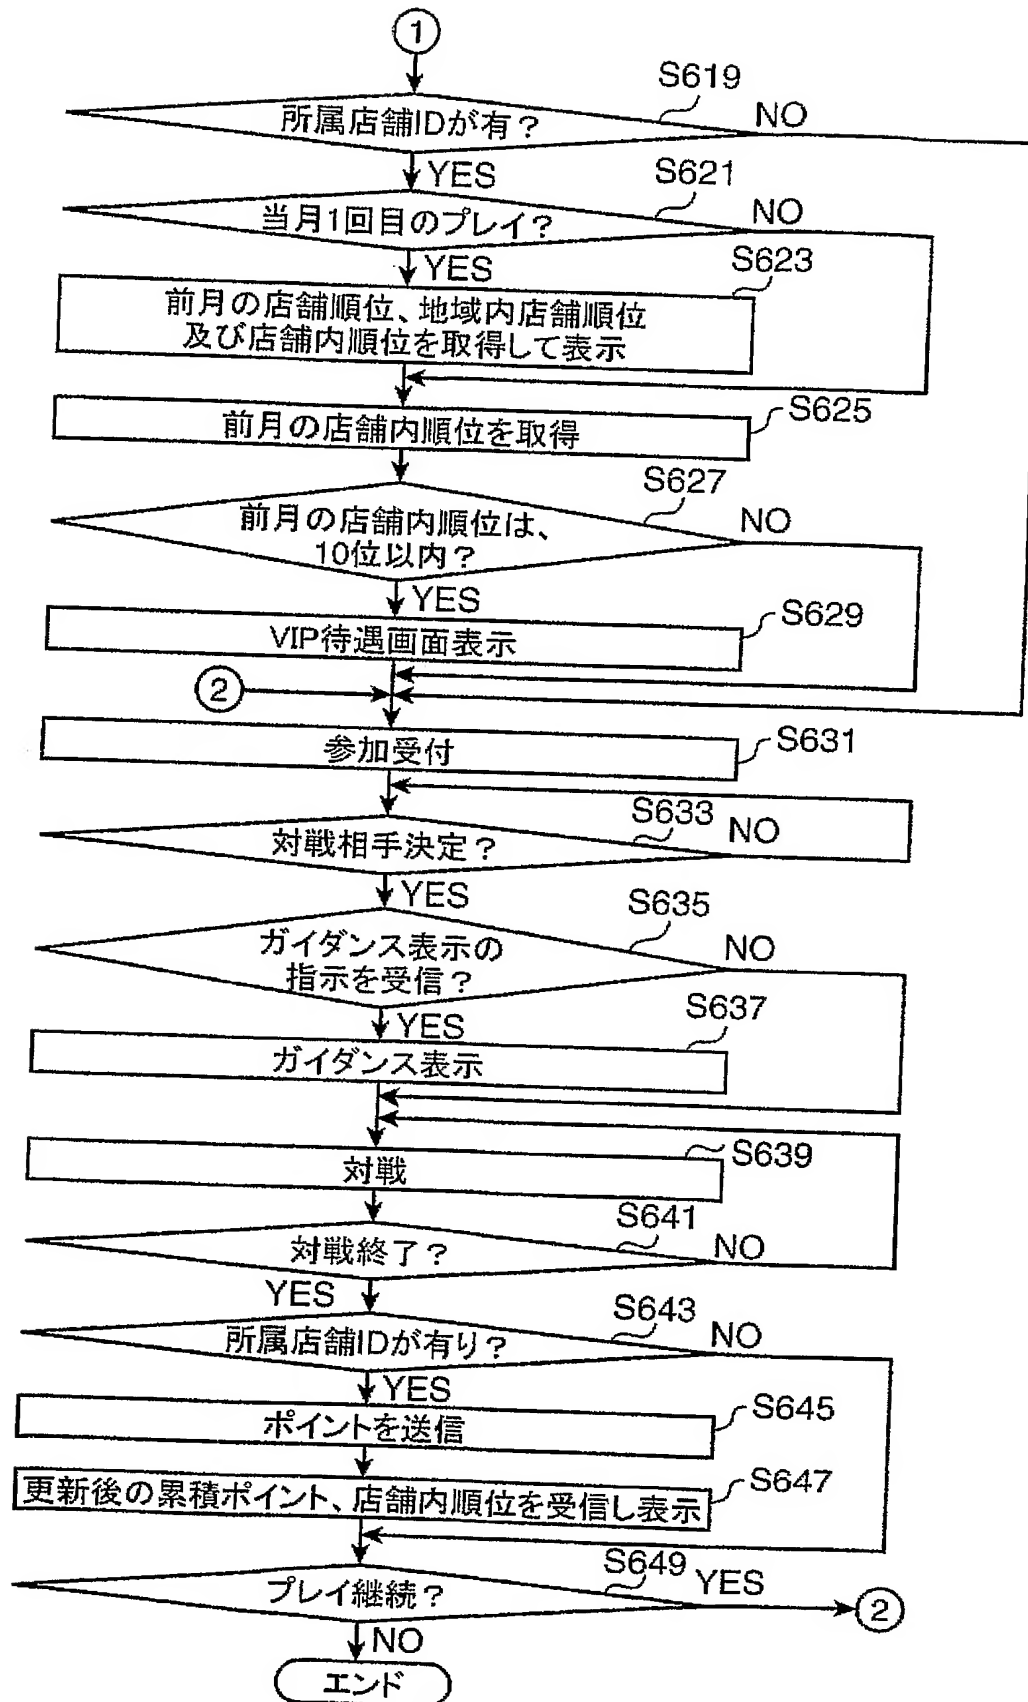 ①
S619
所属店舗IDが有？
NO
YES
S621
当月1回目のプレイ？
NO
YES
S623
前月の店舗順位、地域内店舗順位
及び店舗内順位を取得して表示
S625
前月の店舗内順位を取得
S627
前月の店舗内順位は、
10位以内？
NO
YES
S629
VIP待遇画面表示
②
S631
参加受付
S633
対戦相手決定？
NO
YES
S635
ガイダンス表示の
指示を受信？
NO
YES
S637
ガイダンス表示
S639
対戦
S641
対戦終了？
NO
YES
S643
所属店舗IDが有り？
NO
YES
S645
ポイントを送信
S647
更新後の累積ポイント、店舗内順位を受信し表示
S649
プレイ継続？
YES
②
NO
エンド